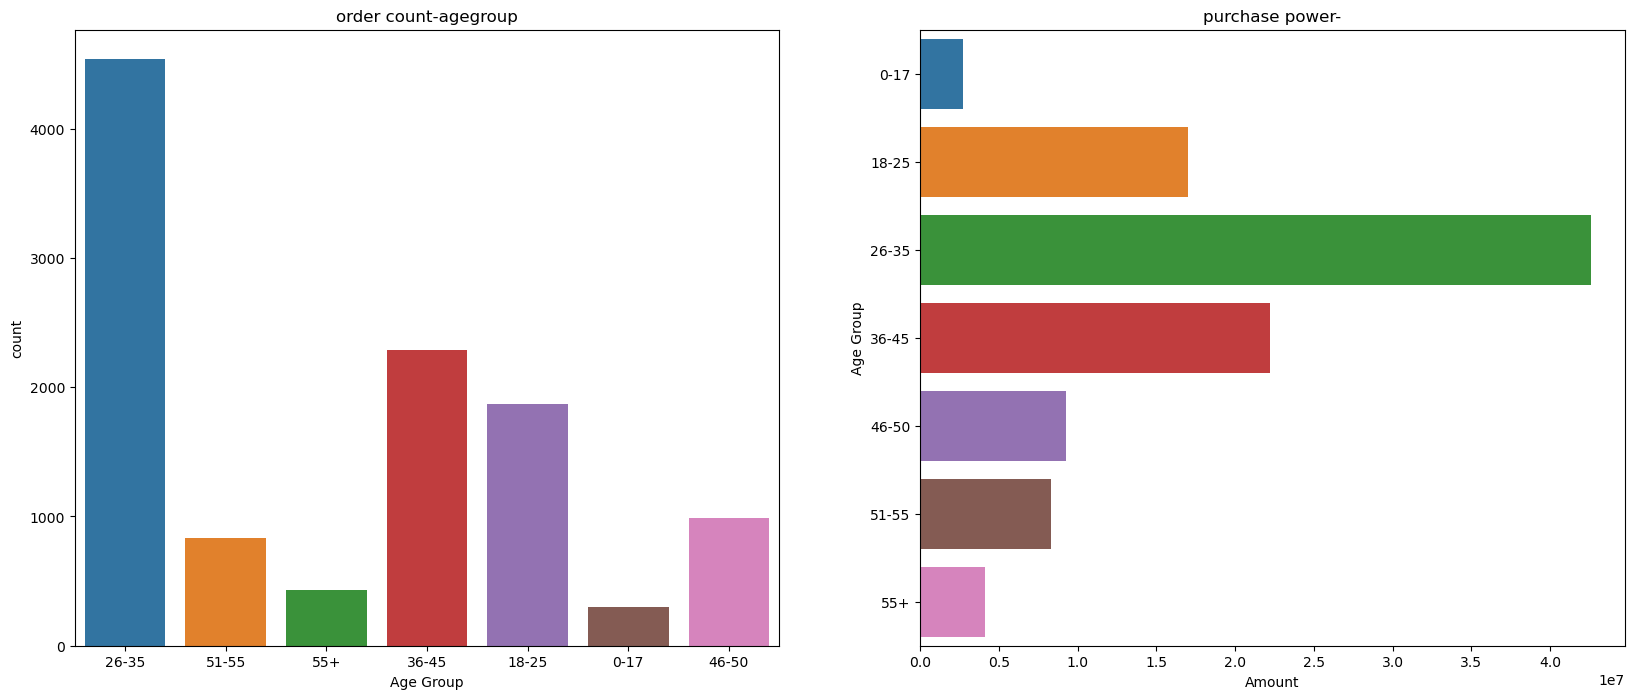 order count-agegroup
4000
3000
2000
1000
0
count
26-35 51-55 55+ 36-45 18-25 0-17 46-50
Age Group
purchase power-
0-17
18-25
26-35
36-45
46-50
51-55
55+
Age Group
0.0 0.5 1.0 1.5 2.0 2.5 3.0 3.5 4.0
1e7
Amount